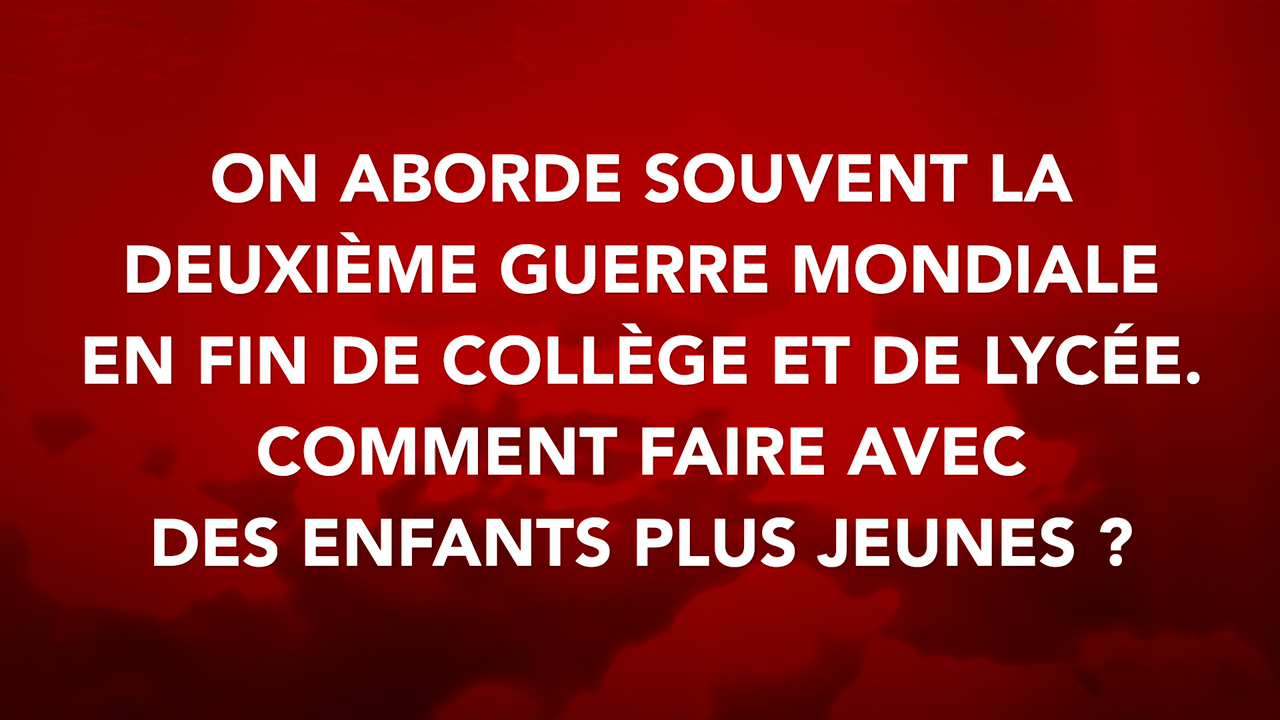 ON ABORDE SOUVENT LA
DEUXIÈME GUERRE MONDIALE
EN FIN DE COLLÈGE ET DE LYCÉE.
COMMENT FAIRE AVEC
DES ENFANTS PLUS JEUNES ?